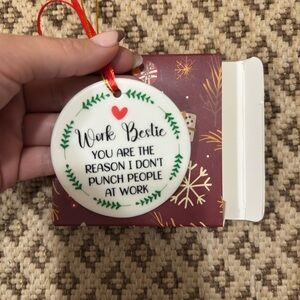 Work Bestie
YOU ARE THE
REASON I DON'T
PUNCH PEOPLE
AT WORK